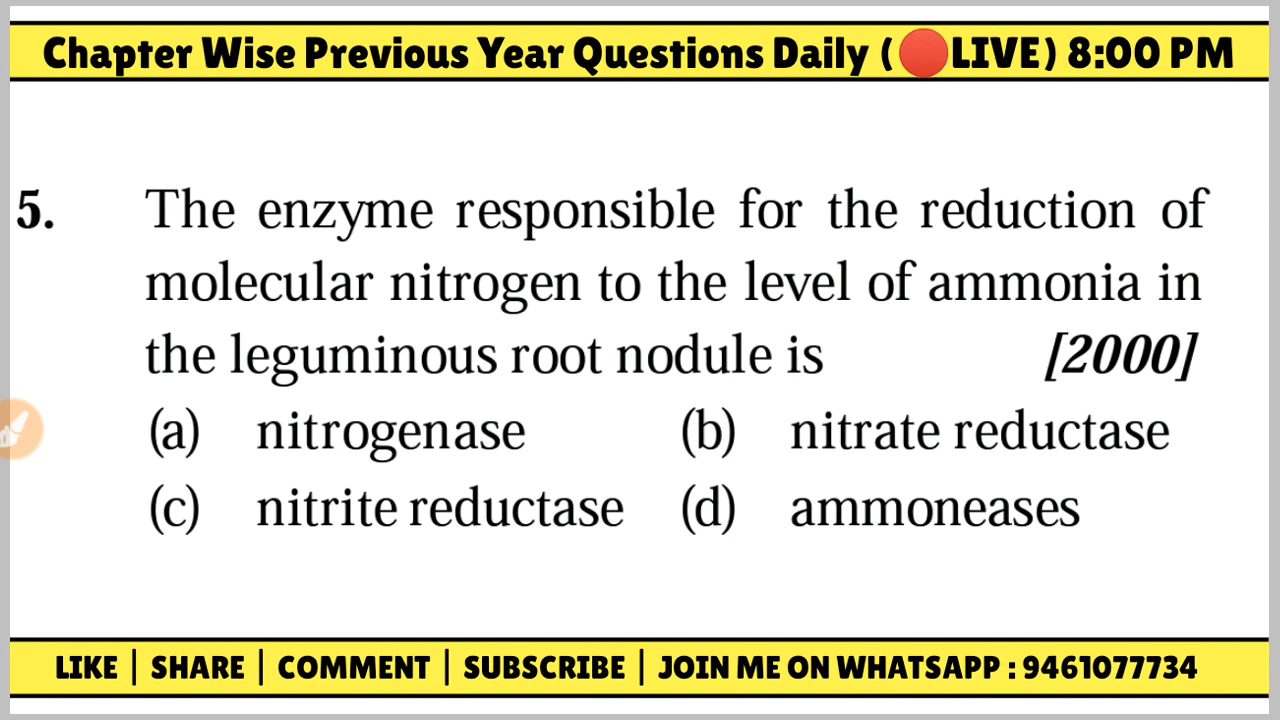 Chapter Wise Previous Year Questions Daily (🔴LIVE) 8:00 PM
5. The enzyme responsible for the reduction of
molecular nitrogen to the level of ammonia in
the leguminous root nodule is [2000]
(a) nitrogenase (b) nitrate reductase
(c) nitrite reductase (d) ammoneases
LIKE | SHARE | COMMENT | SUBSCRIBE | JOIN ME ON WHATSAPP : 9461077734